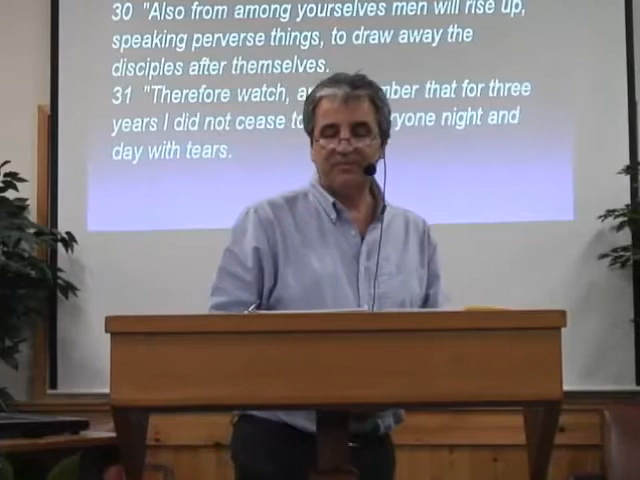 30 "Also from among yourselves men will rise up,
speaking perverse things, to draw away the
disciples after themselves.
31 "Therefore watch, that for three
years I did not cease night and
day with tears.